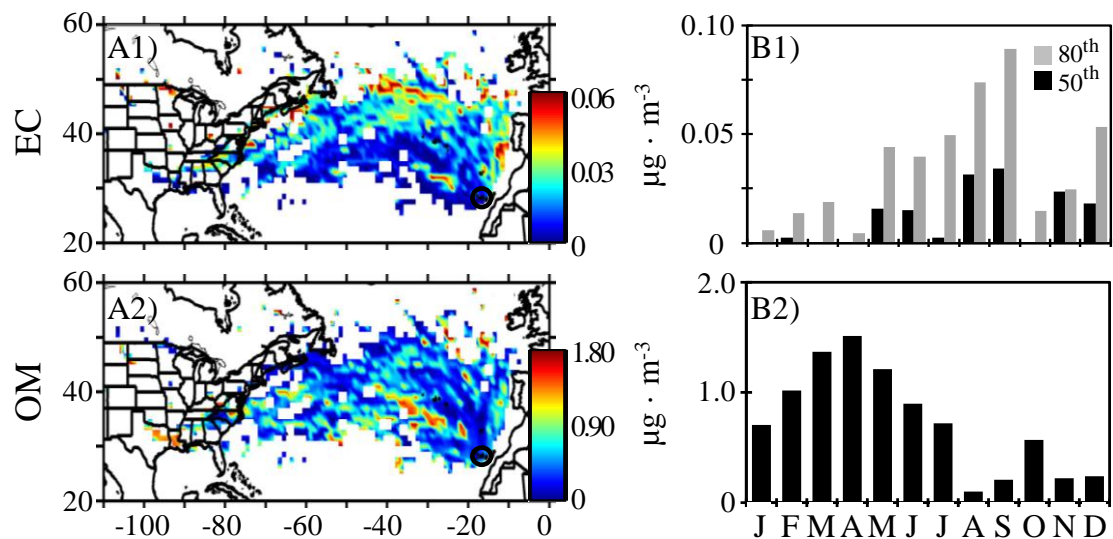 EC
60
40
20
A1)
0.06
0.03
0
µg · m⁻³
0.10
0.05
0
B1)
80ᵗʰ
50ᵗʰ
OM
60
40
20
A2)
1.80
0.90
0
-100 -80 -60 -40 -20 0
µg · m⁻³
2.0
1.0
0
B2)
J F M A M J J A S O N D